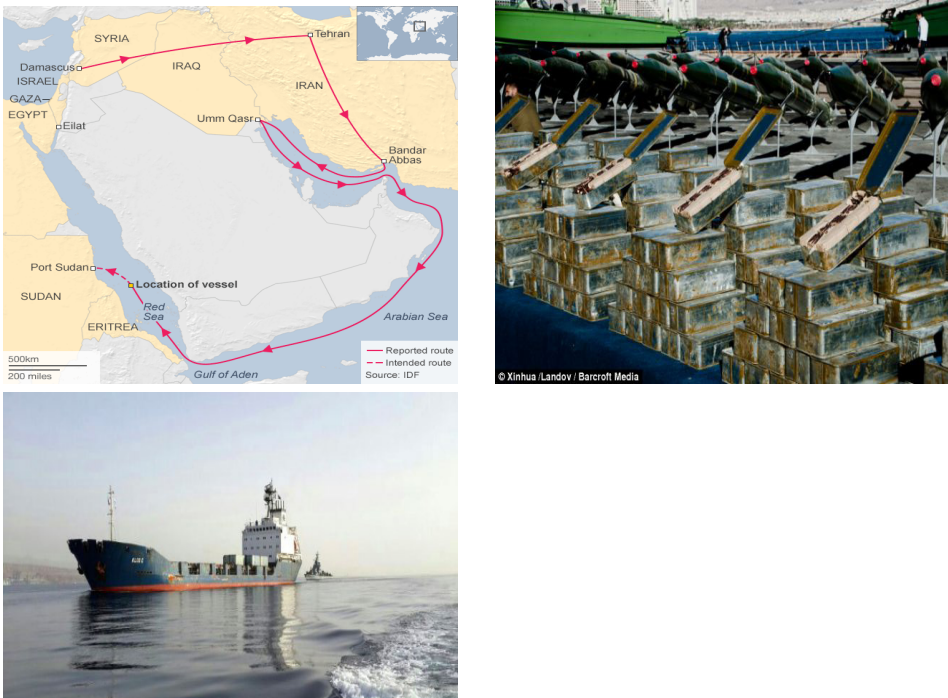 SYRIA
Tehran
Damascus
ISRAEL
IRAQ
IRAN
GAZA
EGYPT
Eilat
Umm Qasr
Bandar
Abbas
Port Sudan
Location of vessel
SUDAN
Red
Sea
Arabian Sea
ERITREA
500km
200 miles
Gulf of Aden
Reported route
Intended route
Source: IDF
© Xinhua /Landov / Barcroft Media